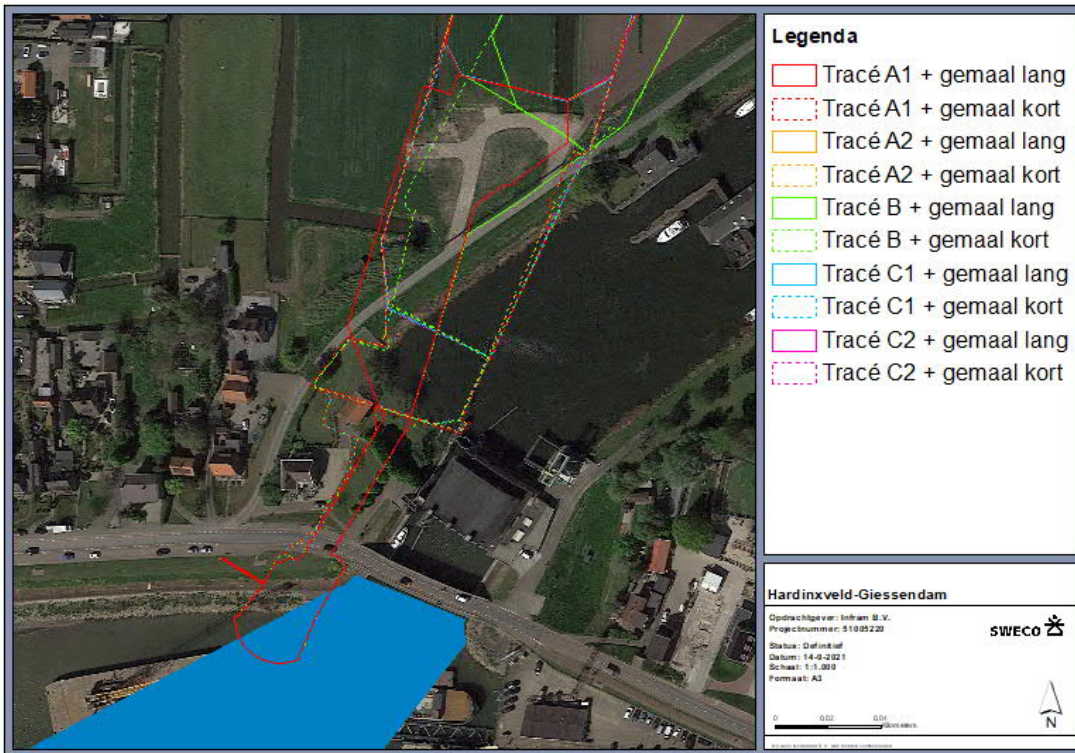 Legenda
Tracé A1 + gemaal lang
Tracé A1 + gemaal kort
Tracé A2 + gemaal lang
Tracé A2 + gemaal kort
Tracé B + gemaal lang
Tracé B + gemaal kort
Tracé C1 + gemaal lang
Tracé C1 + gemaal kort
Tracé C2 + gemaal lang
Tracé C2 + gemaal kort
Hardinxveld-Giessendam
Opdrachtgever: Infram B.V.
Projectnummer: 51005220
SWECO
Status: Definitief
Datum: 14-9-2021
Schaal: 1:1.000
Formaat: A3
0 0,02 0,04
Kilometers
N